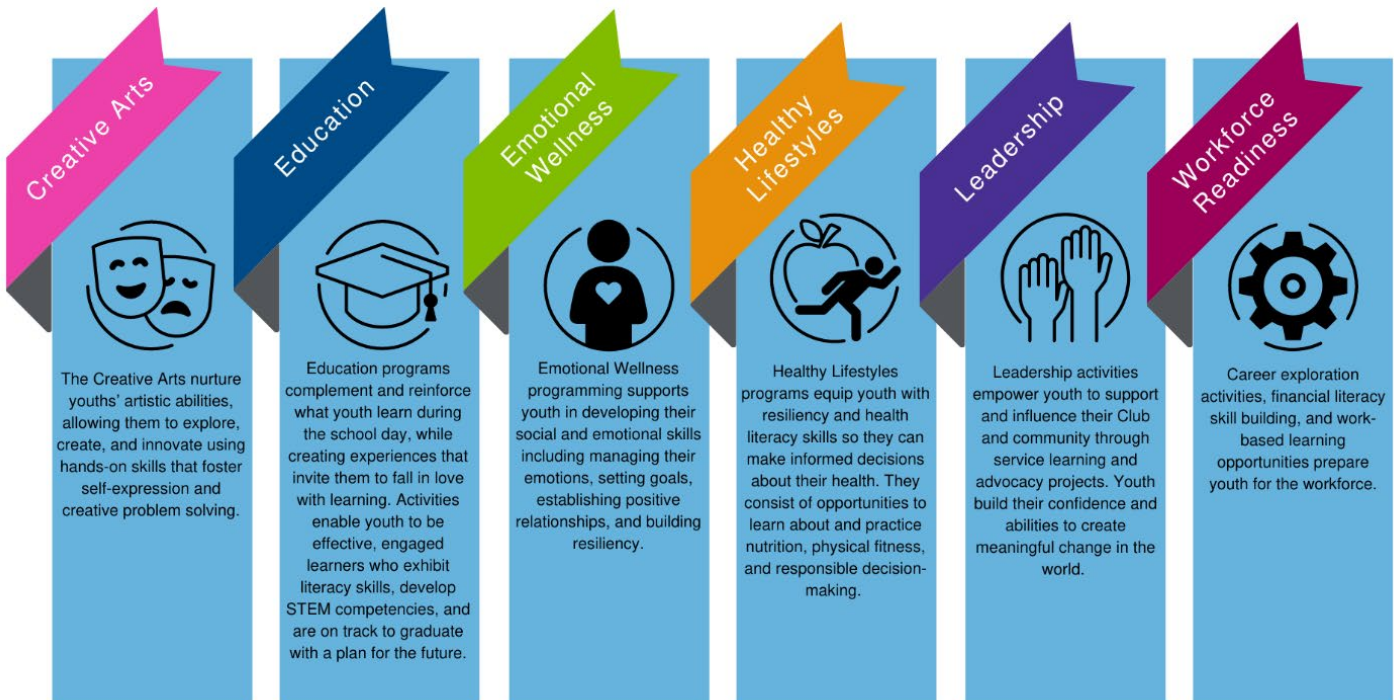 Creative Arts
The Creative Arts nurture
youths’ artistic abilities,
allowing them to explore,
create, and innovate using
hands-on skills that foster
self-expression and
creative problem solving.
Education
Education programs
complement and reinforce
what youth learn during
the school day, while
creating experiences that
invite them to fall in love
with learning. Activities
enable youth to be
effective, engaged
learners who exhibit
literacy skills, develop
STEM competencies, and
are on track to graduate
with a plan for the future.
Emotional
Wellness
Emotional Wellness
programming supports
youth in developing their
social and emotional skills
including managing their
emotions, setting goals,
establishing positive
relationships, and building
resiliency.
Healthy
Lifestyles
Healthy Lifestyles
programs equip youth with
resiliency and health
literacy skills so they can
make informed decisions
about their health. They
consist of opportunities to
learn about and practice
nutrition, physical fitness,
and responsible decision-
making.
Leadership
Leadership activities
empower youth to support
and influence their Club
and community through
service learning and
advocacy projects. Youth
build their confidence and
abilities to create
meaningful change in the
world.
Workforce
Readiness
Career exploration
activities, financial literacy
skill building, and work-
based learning
opportunities prepare
youth for the workforce.